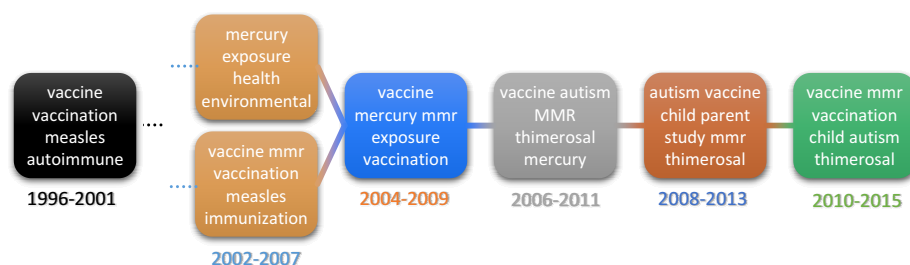 vaccine
vaccination
measles
autoimmune
1996-2001
mercury
exposure
health
environmental
vaccine mmr
vaccination
measles
immunization
2002-2007
vaccine
mercury mmr
exposure
vaccination
2004-2009
vaccine autism
MMR
thimerosal
mercury
2006-2011
autism vaccine
child parent
study mmr
thimerosal
2008-2013
vaccine mmr
vaccination
child autism
thimerosal
2010-2015